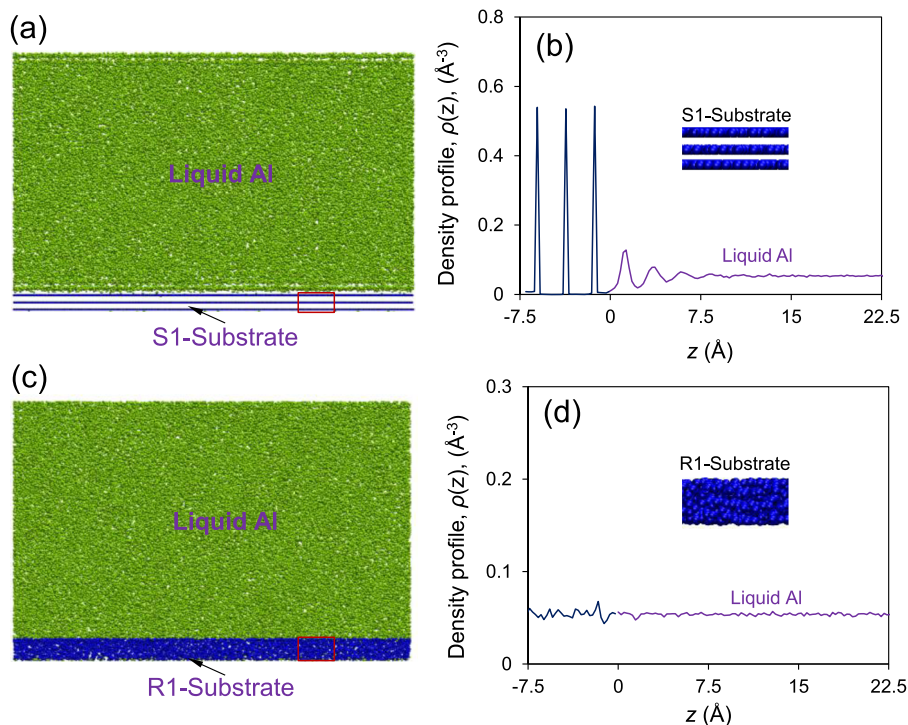 (a)
Liquid Al
S1-Substrate
(b)
Density profile, ρ(z), (Å-3)
0.8
0.6
0.4
0.2
0
-7.5 0 7.5 15 22.5
z (Å)
S1-Substrate
Liquid Al
(c)
Liquid Al
R1-Substrate
(d)
Density profile, ρ(z), (Å-3)
0.3
0.2
0.1
0
-7.5 0 7.5 15 22.5
z (Å)
R1-Substrate
Liquid Al